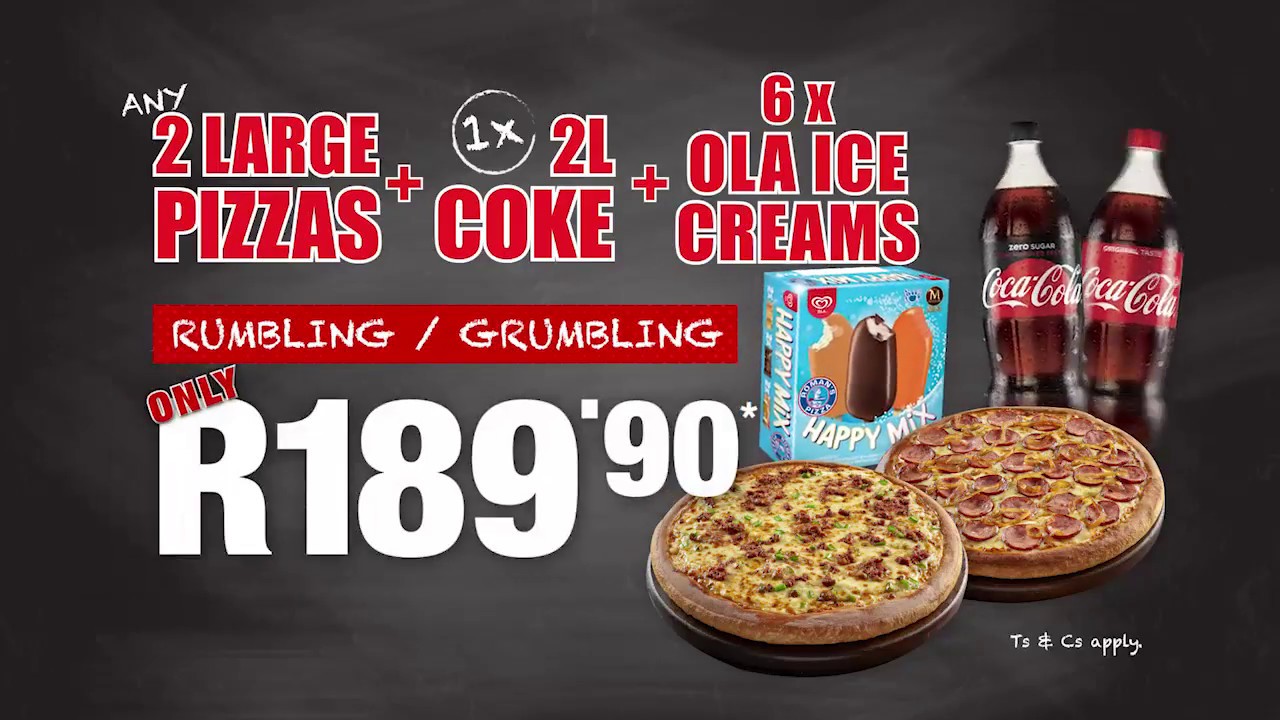 ANY
2 LARGE
PIZZAS
+
1x 2L
COKE
+
6 x
OLA ICE
CREAMS
RUMBLING / GRUMBLING
ONLY
R189.90*
HAPPY MIX
HAPPY MIX
OLA
ROMAN'S
PIZZA
zero SUGAR
Coca-Cola
ORIGINAL TASTE
Coca-Cola
Ts & Cs apply.